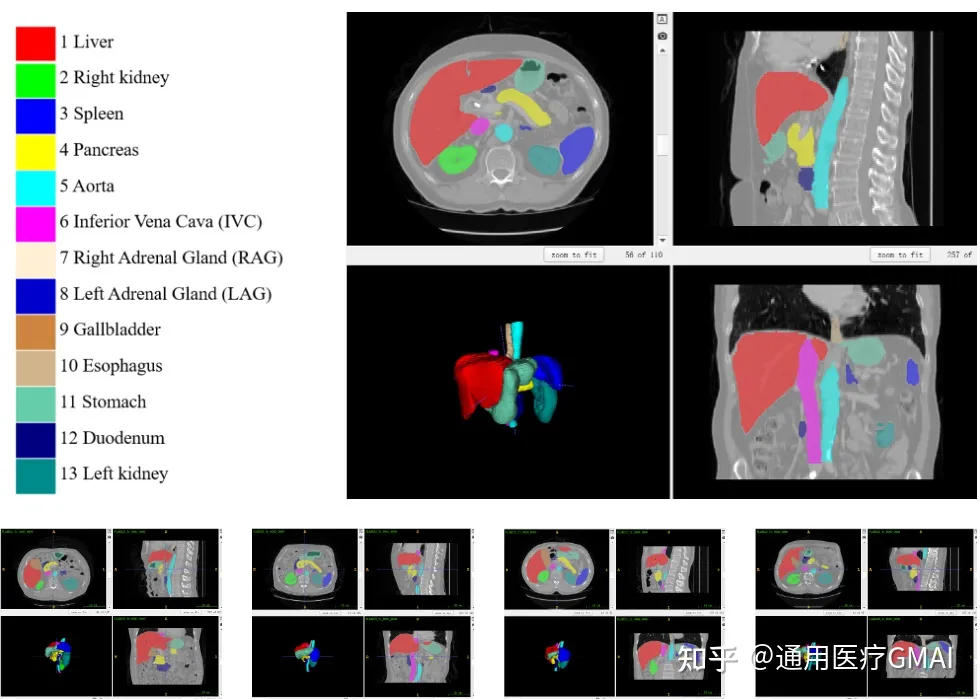 1 Liver
2 Right kidney
3 Spleen
4 Pancreas
5 Aorta
6 Inferior Vena Cava (IVC)
7 Right Adrenal Gland (RAG)
8 Left Adrenal Gland (LAG)
9 Gallbladder
10 Esophagus
11 Stomach
12 Duodenum
13 Left kidney
A
zoom to fit
56 of 110
zoom to fit
257 of
知乎 @通用医疗GMAI